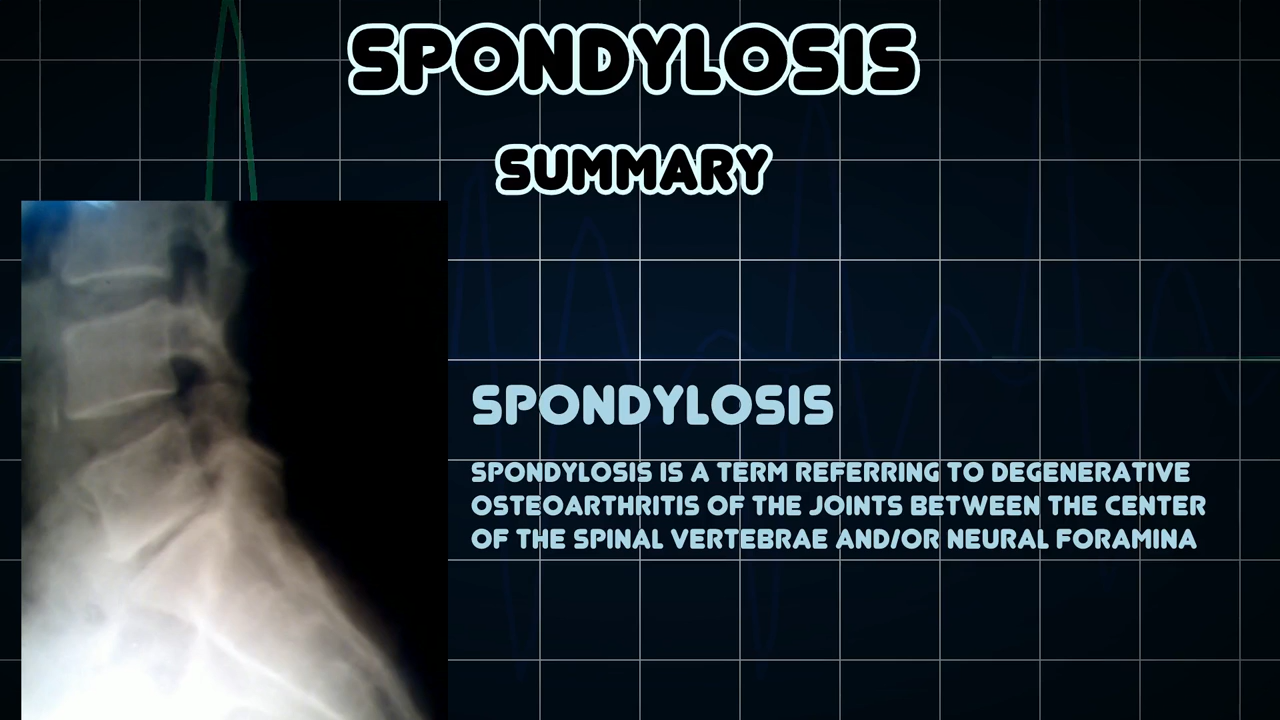 SPONDYLOSIS
SUMMARY
SPONDYLOSIS
SPONDYLOSIS IS A TERM REFERRING TO DEGENERATIVE
OSTEOARTHRITIS OF THE JOINTS BETWEEN THE CENTER
OF THE SPINAL VERTEBRAE AND/OR NEURAL FORAMINA